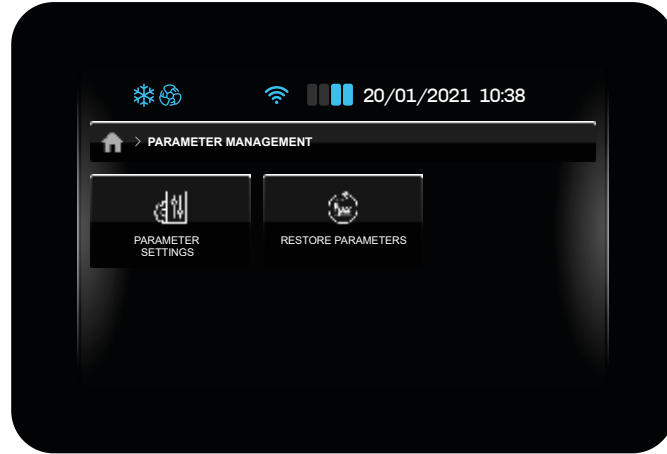 20/01/2021 10:38
> PARAMETER MANAGEMENT
PARAMETER
SETTINGS
RESTORE PARAMETERS